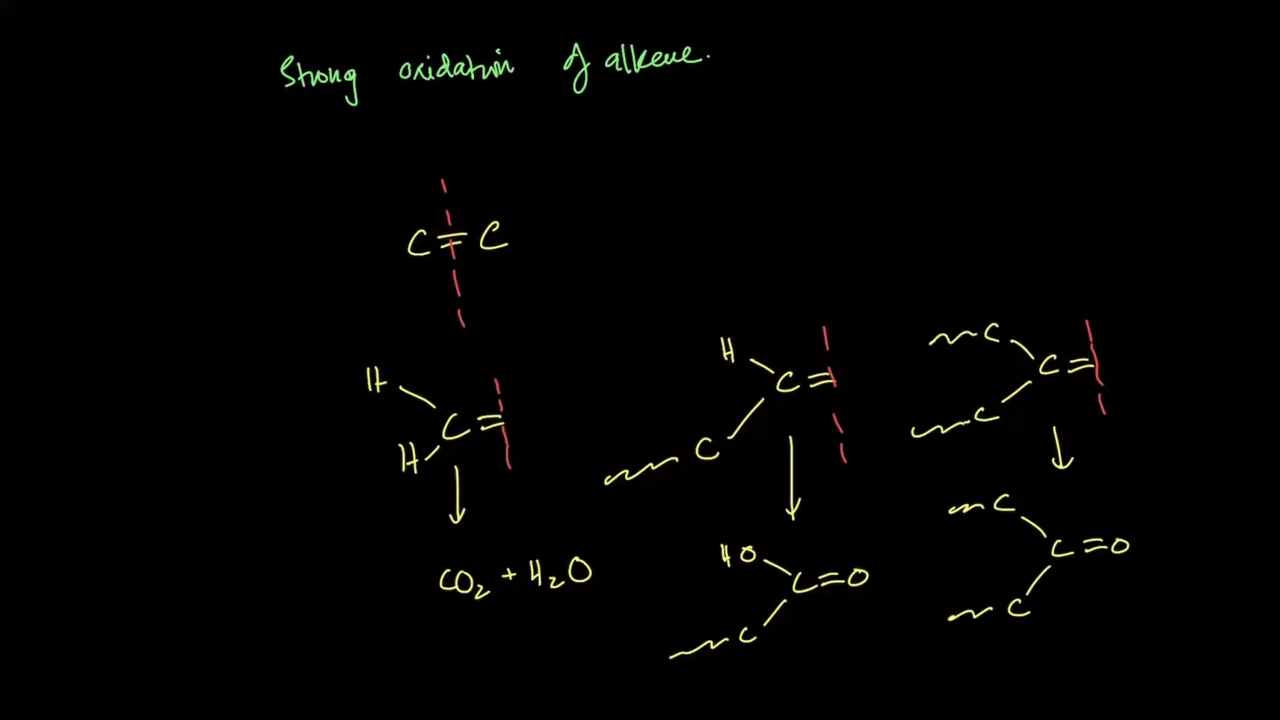 Strong oxidation of alkene.
C = C
H
C =
H
H
C =
C
C
C =
C
CO2 + H2O
HO
C=O
C
C
C=O
C